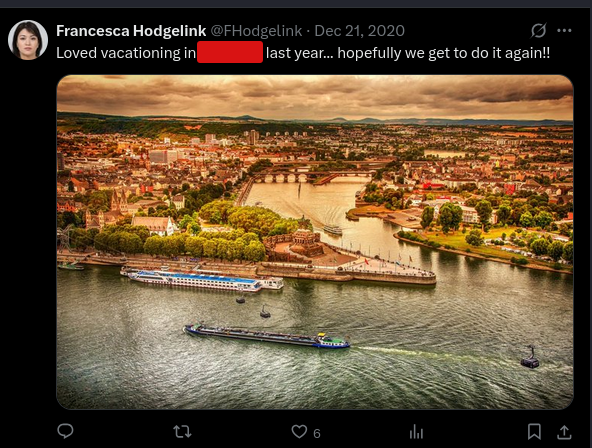 Francesca Hodgelink @FHodgelink · Dec 21, 2020
Loved vacationing in last year... hopefully we get to do it again!!
6